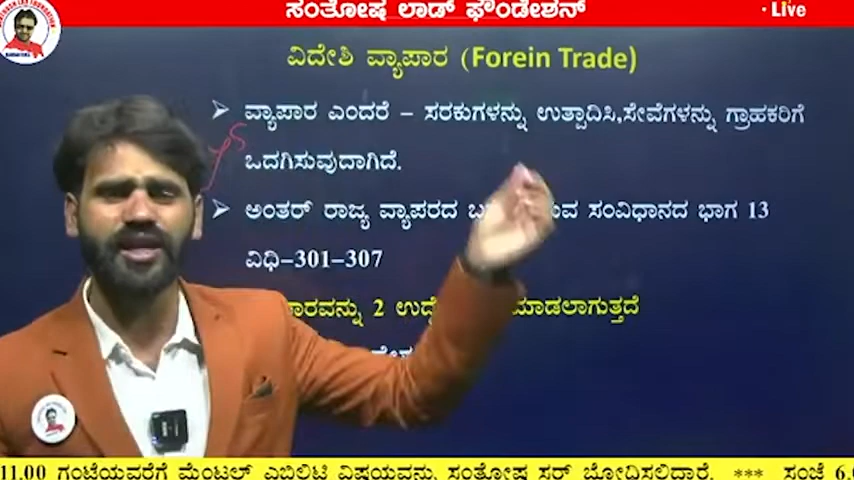 ಸಂತೋಷ ಲಾಡ್ ಫೌಂಡೇಶನ್
Live
ವಿದೇಶಿ ವ್ಯಾಪಾರ (Forein Trade)
ವ್ಯಾಪಾರ ಎಂದರೆ – ಸರಕುಗಳನ್ನು ಉತ್ಪಾದಿಸಿ,ಸೇವೆಗಳನ್ನು ಗ್ರಾಹಕರಿಗೆ
ಒದಗಿಸುವುದಾಗಿದೆ.
ಅಂತರ್ ರಾಜ್ಯ ವ್ಯಾಪರದ ಸಂವಿಧಾನದ ಭಾಗ 13
ವಿಧಿ–301–307
2 ಮಾಡಲಾಗುತ್ತದೆ
11.00 ಗಂಟೆಯವರೆಗೆ ಮೆಂಟಲ್ ಎಬಿಲಿಟಿ ವಿಷಯವನ್ನು ಸಂತೋಷ ಸರ್ ಬೋಧಿಸಲಿದ್ದಾರೆ. *** ಸಂಜೆ